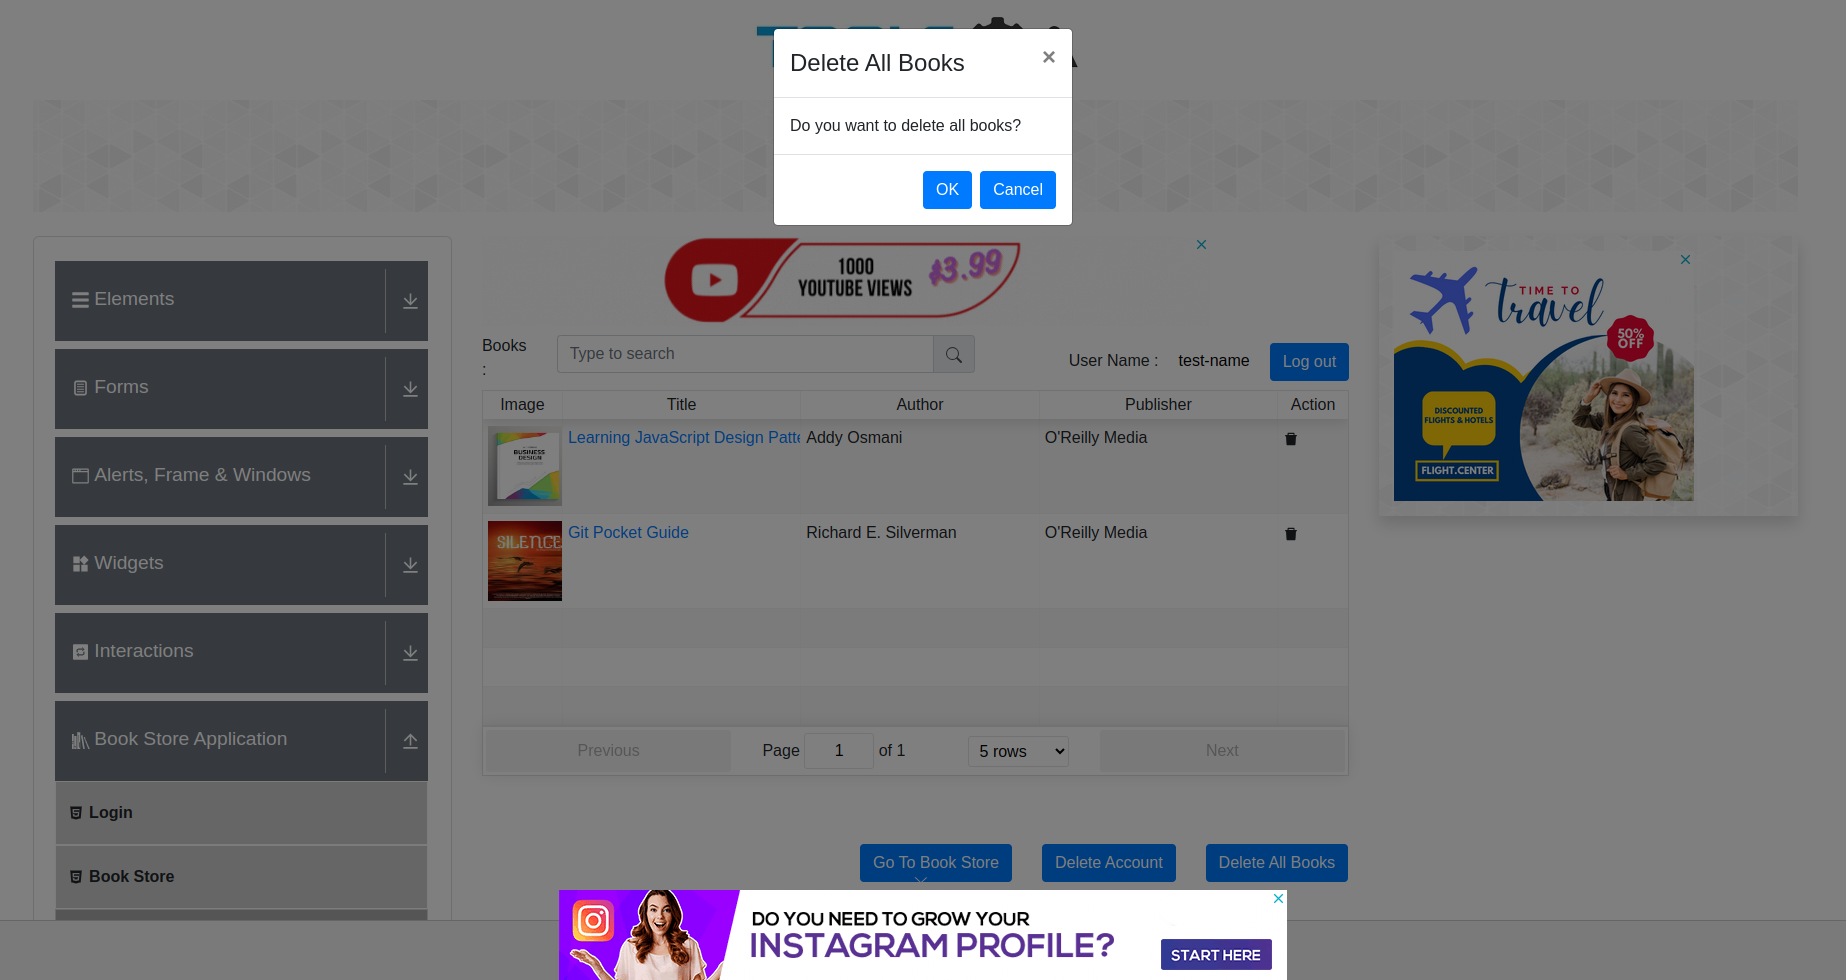 Delete All Books
×
Do you want to delete all books?
OK
Cancel
1000
YOUTUBE VIEWS
$3.99
TIME TO
travel
50%
OFF
DISCOUNTED
FLIGHTS & HOTELS
FLIGHT.CENTER
Elements
Forms
Alerts, Frame & Windows
Widgets
Interactions
Book Store Application
Login
Book Store
Books
:
Type to search
User Name :
test-name
Log out
Image
Title
Author
Publisher
Action
BUSINESS
DESIGN
Learning JavaScript Design Patte
Addy Osmani
O'Reilly Media
SILENCE
Git Pocket Guide
Richard E. Silverman
O'Reilly Media
Previous
Page
1
of 1
5 rows
Next
Go To Book Store
Delete Account
Delete All Books
DO YOU NEED TO GROW YOUR
INSTAGRAM PROFILE?
START HERE